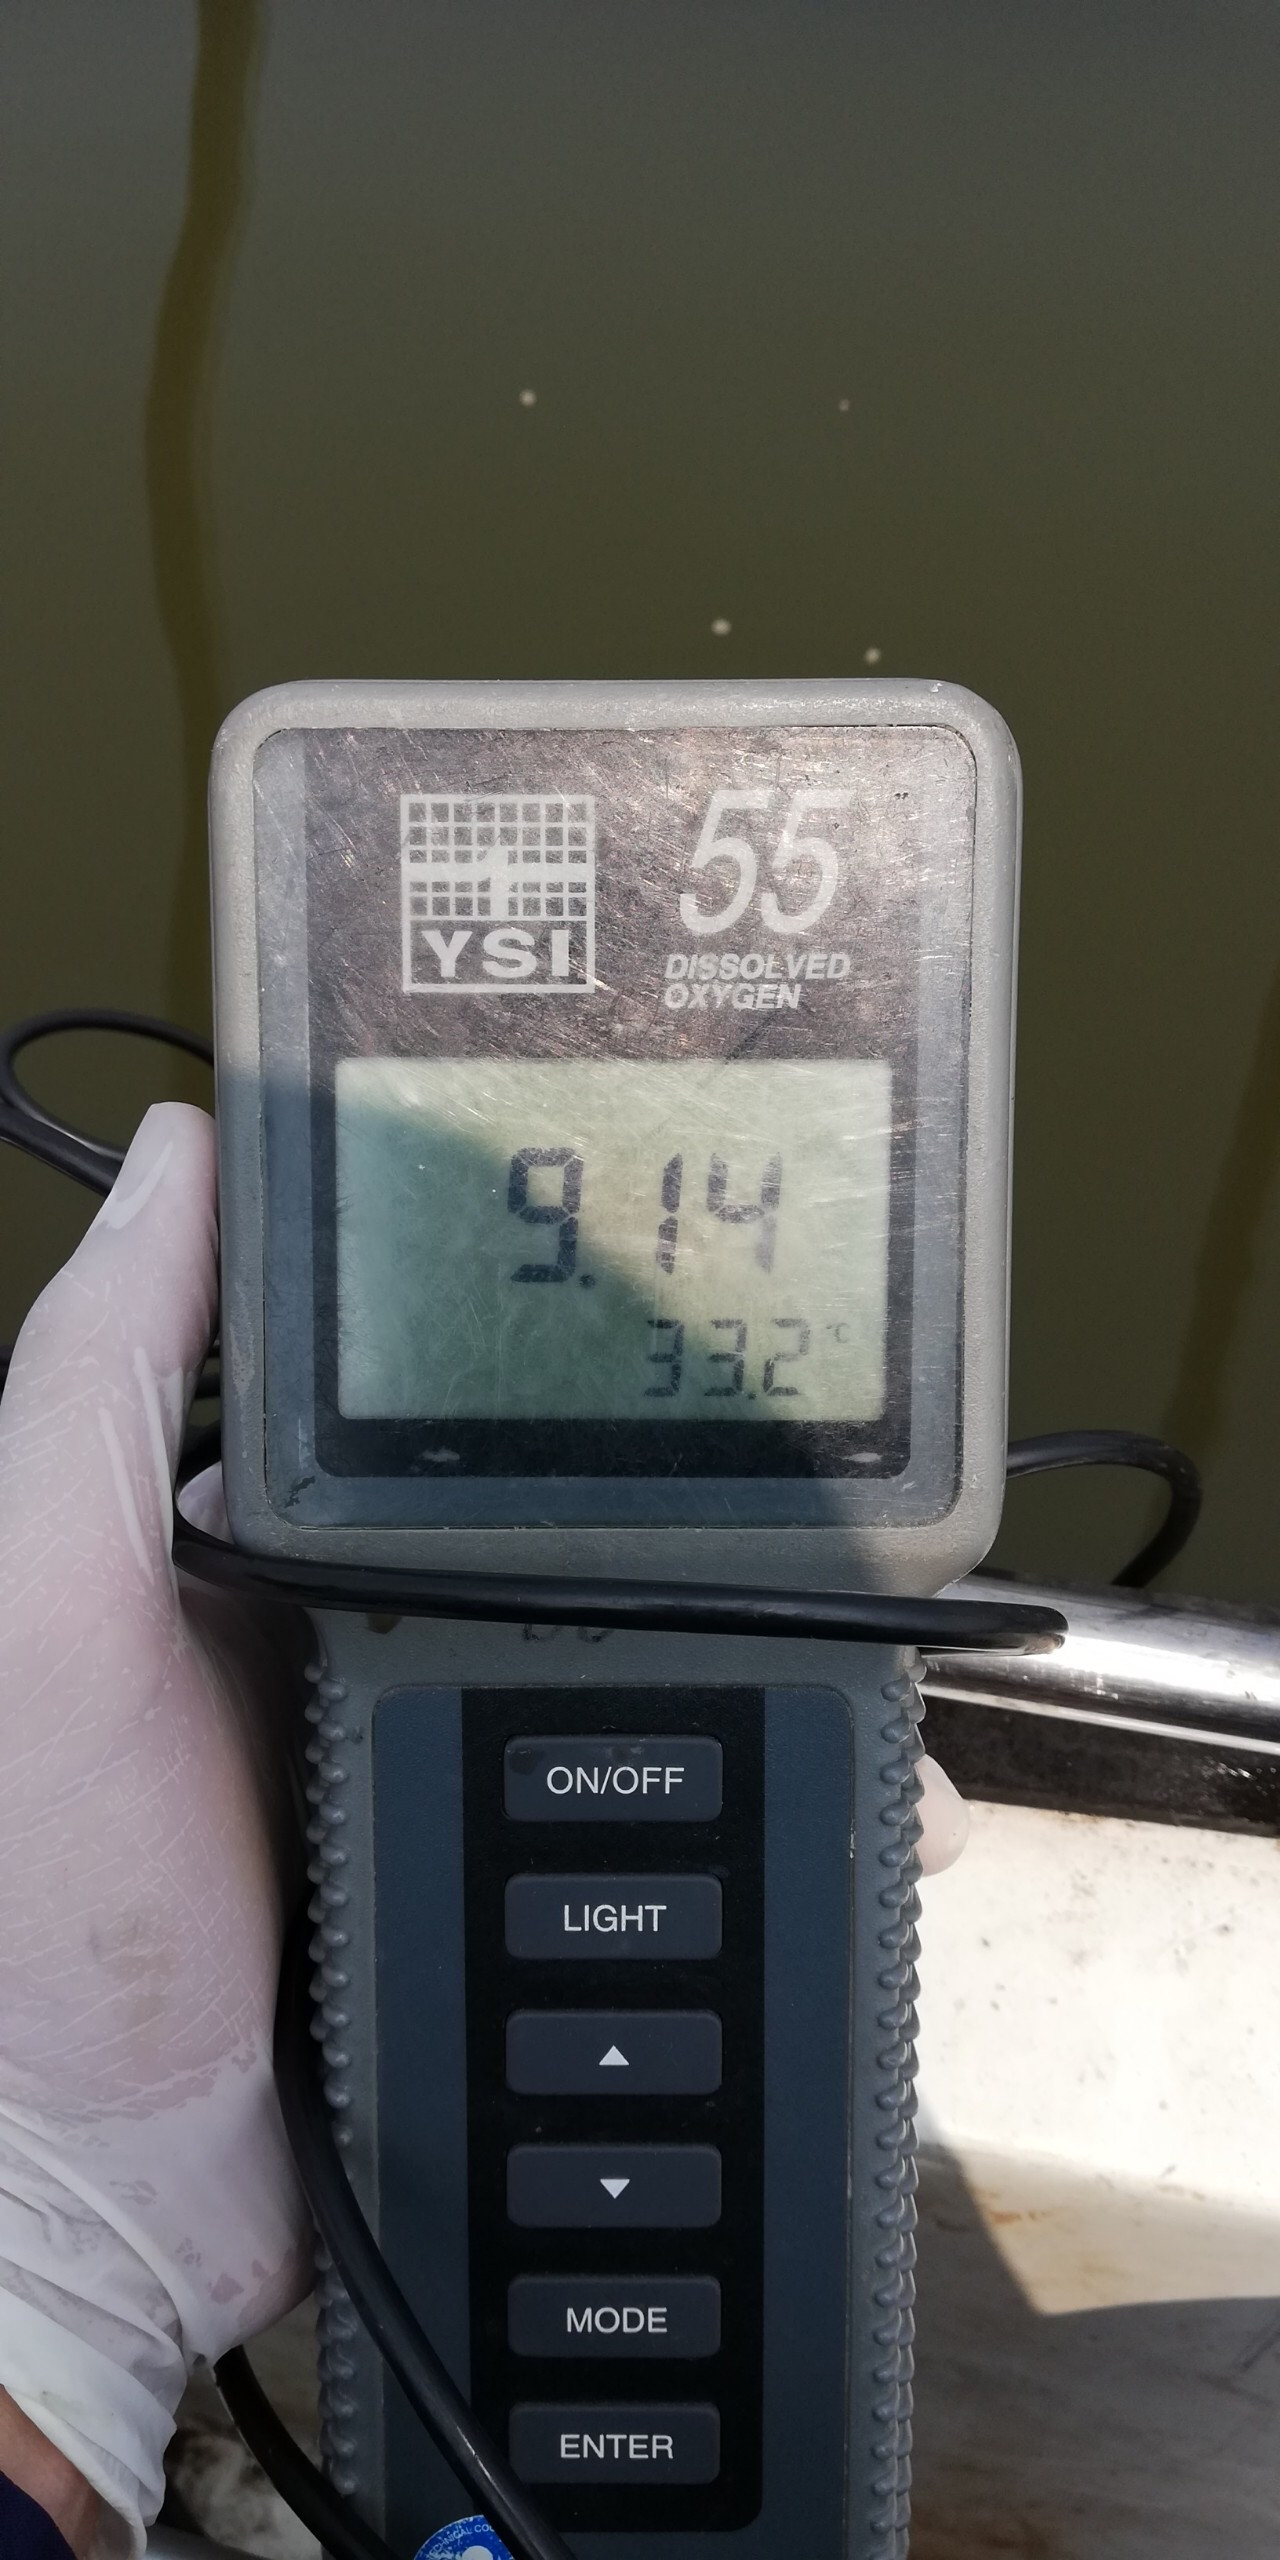 YSI
55
DISSOLVED
OXYGEN
9.14
33.2 °C
ON/OFF
LIGHT
▲
▼
MODE
ENTER